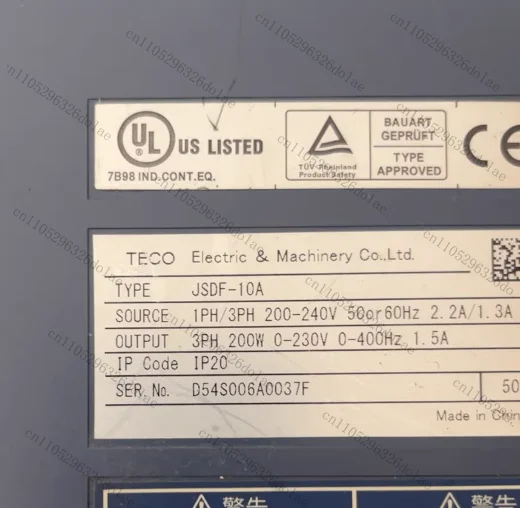 UL US LISTED
7B98 IND.CONT.EQ.
TÜV Rheinland
Product Safety
BAUART
GEPRÜFT
TYPE
APPROVED
CE
TECO Electric & Machinery Co.,Ltd.
TYPE JSDF-10A
SOURCE 1PH/3PH 200-240V 50or60Hz 2.2A/1.3A
OUTPUT 3PH 200W 0-230V 0-400Hz 1.5A
IP Code IP20
SER. No. D54S006A0037F
50
Made in Chin
警告
警告
cn1105296326dolae